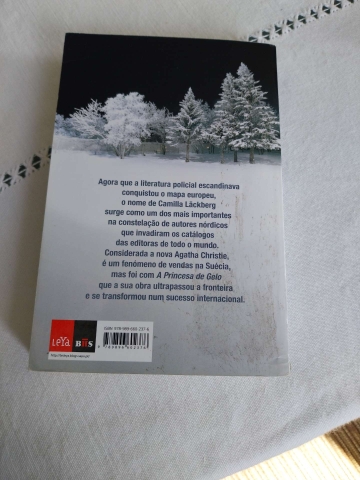 Agora que a literatura policial escandinava
conquistou o mapa europeu,
o nome de Camilla Läckberg
surge como um dos mais importantes
na constelação de autores nórdicos
que invadiram os catálogos
das editoras de todo o mundo.
Considerada a nova Agatha Christie,
é um fenómeno de vendas na Suécia,
mas foi com A Princesa de Gelo
que a sua obra ultrapassou a fronteira
e se transformou num sucesso internacional.
LeYa
BIS